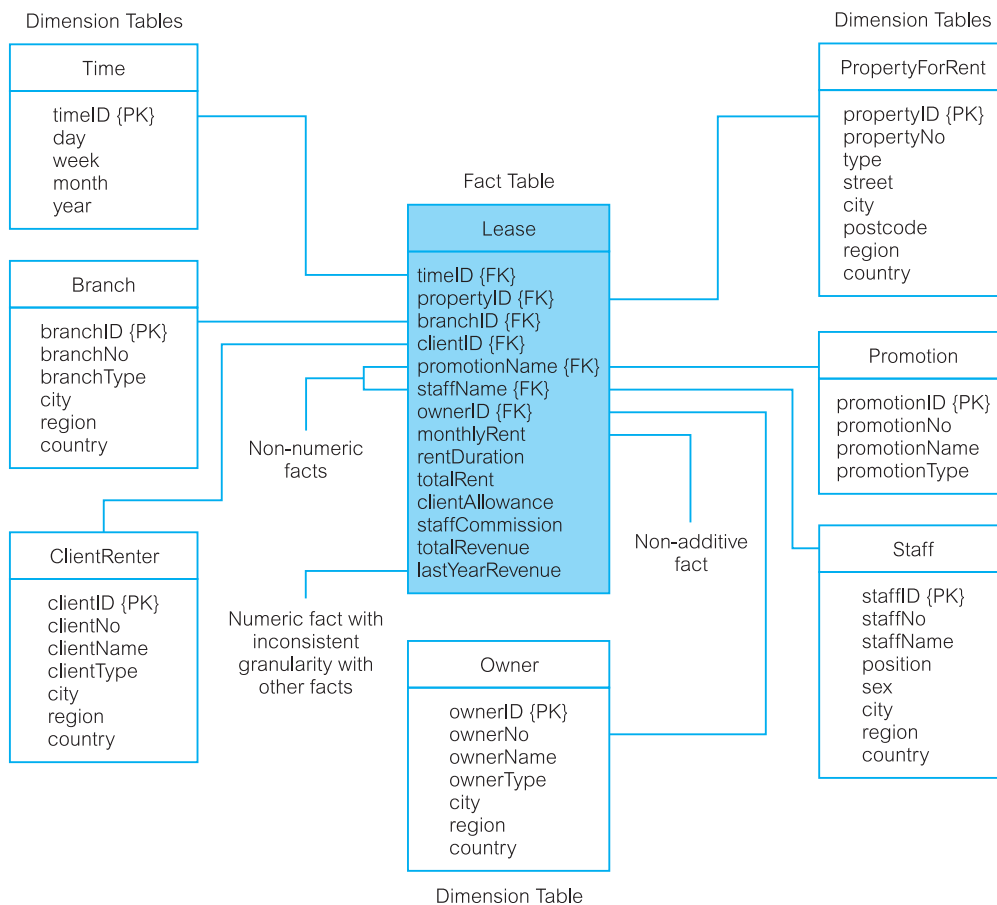 Dimension Tables
Time
timeID {PK}
day
week
month
year
Branch
branchID {PK}
branchNo
branchType
city
region
country
ClientRenter
clientID {PK}
clientNo
clientName
clientType
city
region
country
Fact Table
Lease
timeID {FK}
propertyID {FK}
branchID {FK}
clientID {FK}
promotionName {FK}
staffName {FK}
ownerID {FK}
monthlyRent
rentDuration
totalRent
clientAllowance
staffCommission
totalRevenue
lastYearRevenue
Non-numeric
facts
Numeric fact with
inconsistent
granularity with
other facts
Non-additive
fact
Owner
ownerID {PK}
ownerNo
ownerName
ownerType
city
region
country
Dimension Table
Dimension Tables
PropertyForRent
propertyID {PK}
propertyNo
type
street
city
postcode
region
country
Promotion
promotionID {PK}
promotionNo
promotionName
promotionType
Staff
staffID {PK}
staffNo
staffName
position
sex
city
region
country